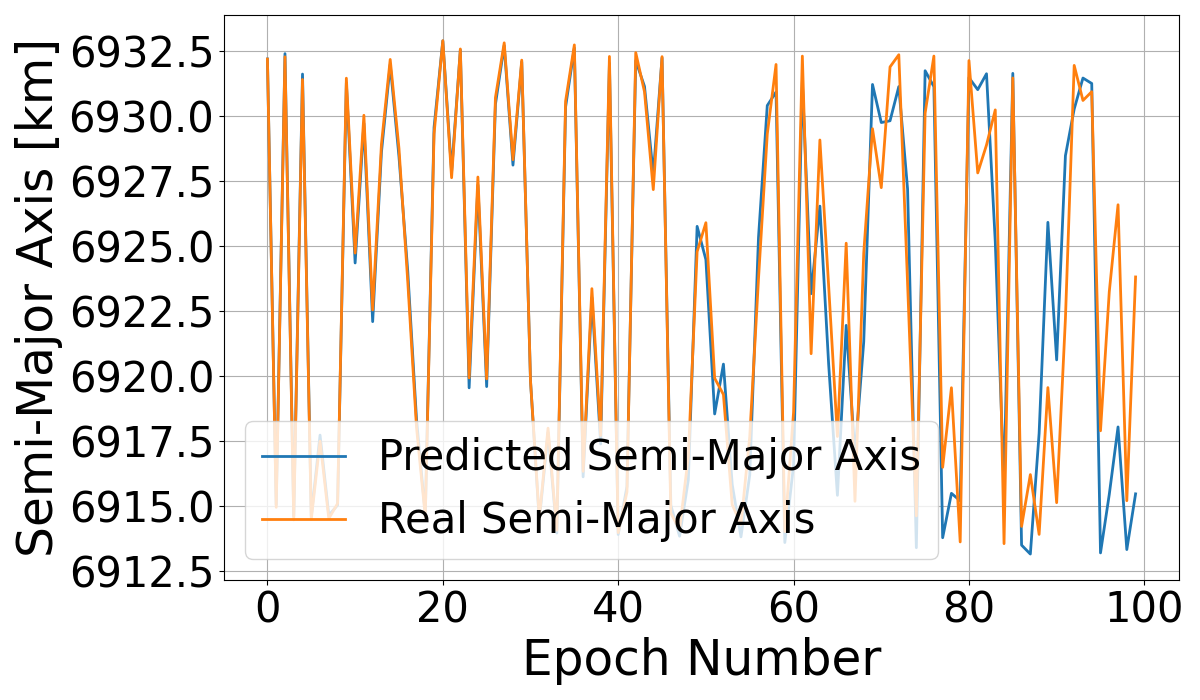 Semi-Major Axis [km]
6932.5
6930.0
6927.5
6925.0
6922.5
6920.0
6917.5
6915.0
6912.5
Predicted Semi-Major Axis
Real Semi-Major Axis
0 20 40 60 80 100
Epoch Number